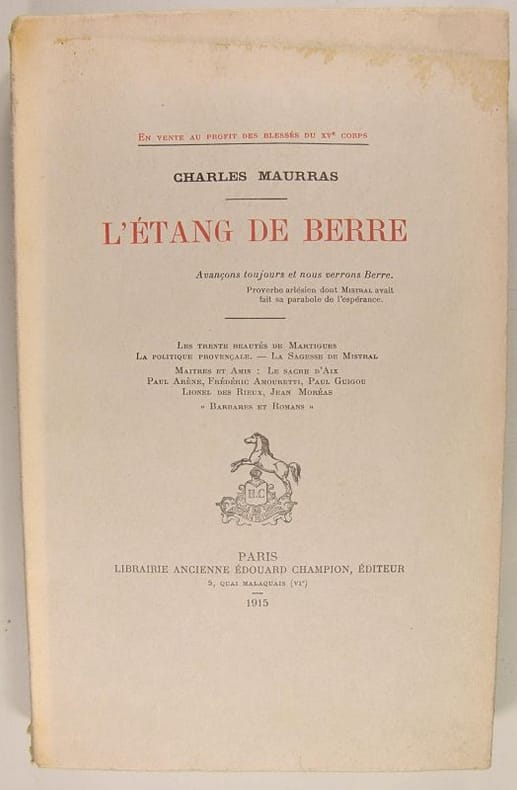 En vente au profit des blessés du XVe corps
CHARLES MAURRAS
L'ÉTANG DE BERRE
Avançons toujours et nous verrons Berre.
Proverbe arlésien dont Mistral avait
fait sa parabole de l'espérance.
Les trente beautés de Martigues
La politique provençale. — La Sagesse de Mistral
Maitres et Amis : Le sacre d'Aix
Paul Arène, Frédéric Amouretti, Paul Guigou
Lionel des Rieux, Jean Moréas
« Barbares et Romans »
H.C
PARIS
LIBRAIRIE ANCIENNE ÉDOUARD CHAMPION, ÉDITEUR
5, QUAI MALAQUAIS (VIe)
1915